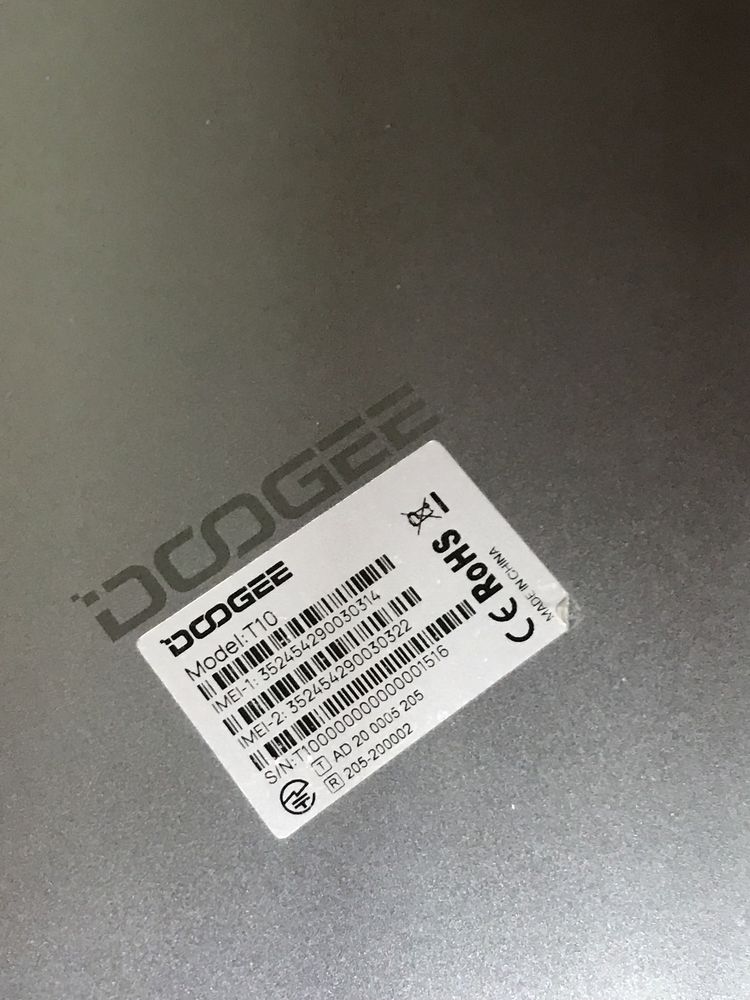 DOOGEE
DOOGEE
Model:T10
IMEI-1: 352454290030314
IMEI-2: 352454290030322
S/N:T1000000000000001516
T AD 20 0005 205
R 205-200002
CE RoHS
MADE IN CHINA